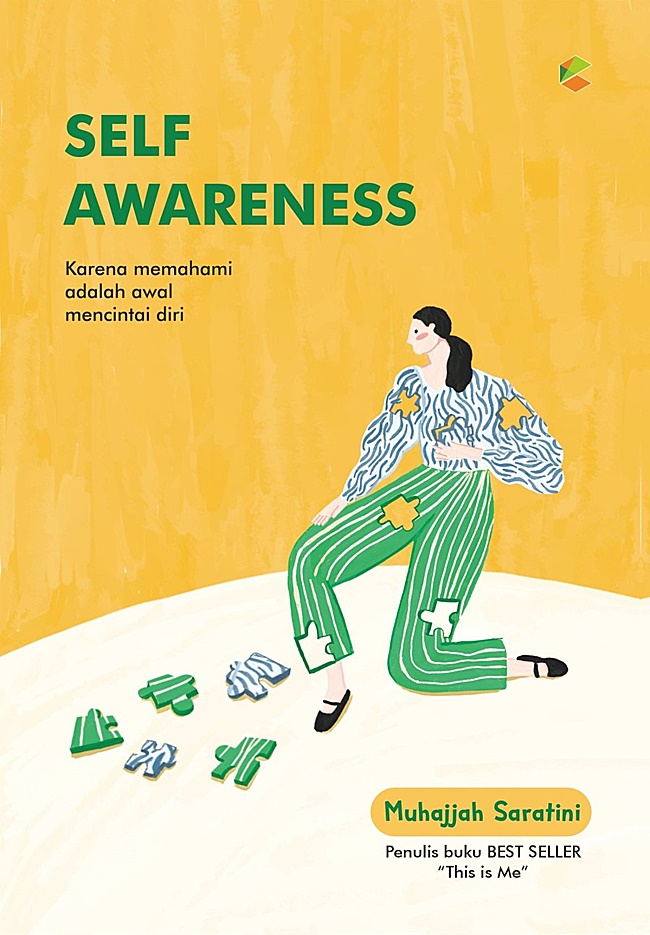 SELF
AWARENESS
Karena memahami
adalah awal
mencintai diri
Muhajjah Saratini
Penulis buku BEST SELLER
“This is Me”